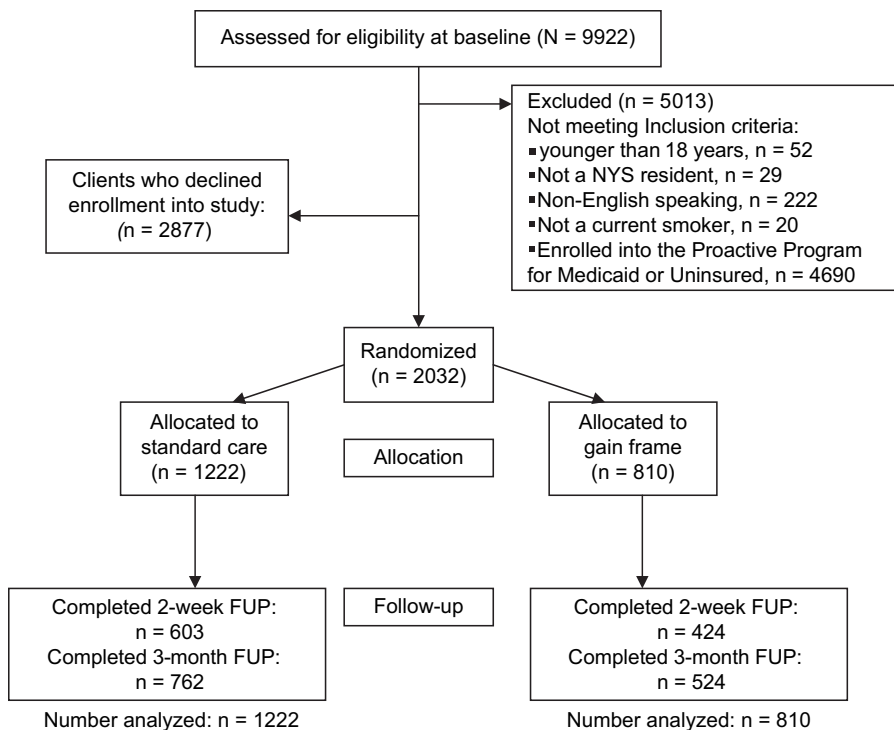 Assessed for eligibility at baseline (N = 9922)
Excluded (n = 5013)
Not meeting Inclusion criteria:
▪younger than 18 years, n = 52
▪Not a NYS resident, n = 29
▪Non-English speaking, n = 222
▪Not a current smoker, n = 20
▪Enrolled into the Proactive Program
for Medicaid or Uninsured, n = 4690
Clients who declined
enrollment into study:
(n = 2877)
Randomized
(n = 2032)
Allocated to
standard care
(n = 1222)
Allocation
Allocated to
gain frame
(n = 810)
Completed 2-week FUP:
n = 603
Completed 3-month FUP:
n = 762
Number analyzed: n = 1222
Follow-up
Completed 2-week FUP:
n = 424
Completed 3-month FUP:
n = 524
Number analyzed: n = 810